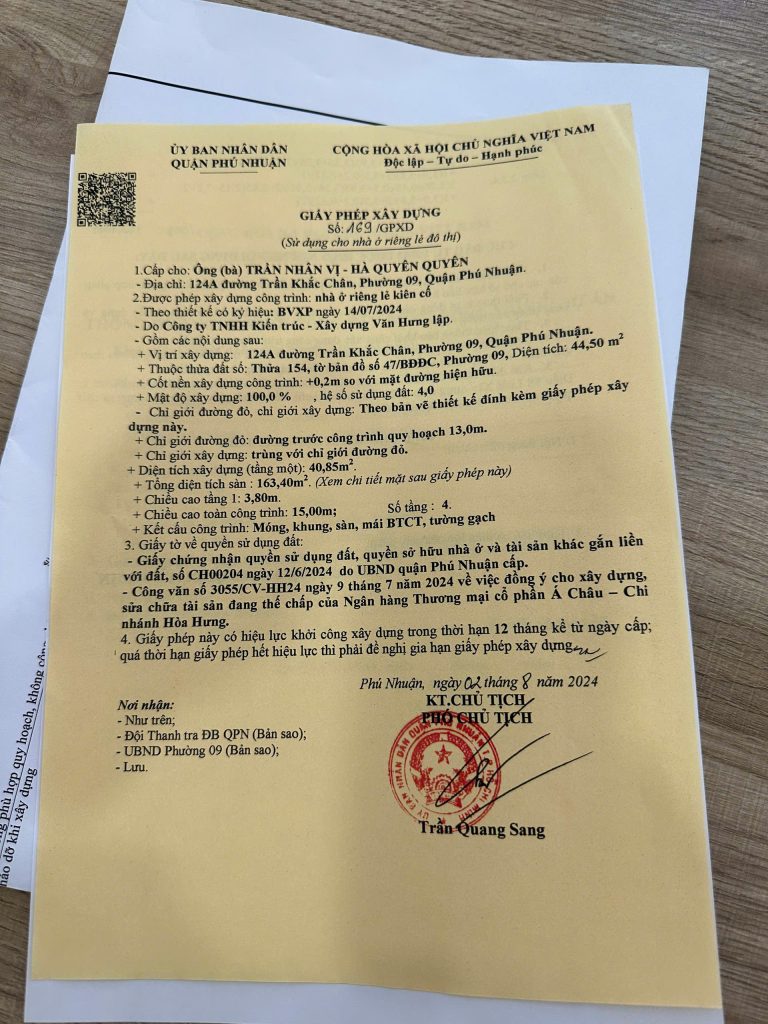 ỦY BAN NHÂN DÂN
QUẬN PHÚ NHUẬN
CỘNG HÒA XÃ HỘI CHỦ NGHĨA VIỆT NAM
Độc lập – Tự do – Hạnh phúc
GIẤY PHÉP XÂY DỰNG
Số: 169 /GPXD
(Sử dụng cho nhà ở riêng lẻ đô thị)
1.Cấp cho: Ông (bà) TRẦN NHÂN VỊ - HÀ QUYÊN QUYÊN
- Địa chỉ: 124A đường Trần Khắc Chân, Phường 09, Quận Phú Nhuận.
2.Được phép xây dựng công trình: nhà ở riêng lẻ kiên cố
- Theo thiết kế có ký hiệu: BVXP ngày 14/07/2024
- Do Công ty TNHH Kiến trúc - Xây dựng Văn Hưng lập.
- Gồm các nội dung sau:
+ Vị trí xây dựng: 124A đường Trần Khắc Chân, Phường 09, Quận Phú Nhuận.
+ Thuộc thửa đất số: Thửa 154, tờ bản đồ số 47/BĐĐC, Phường 09, Diện tích: 44,50 m²
+ Cốt nền xây dựng công trình: +0,2m so với mặt đường hiện hữu.
+ Mật độ xây dựng: 100,0 % , hệ số sử dụng đất: 4,0
- Chỉ giới đường đỏ, chỉ giới xây dựng: Theo bản vẽ thiết kế đính kèm giấy phép xây
dựng này.
+ Chỉ giới đường đỏ: đường trước công trình quy hoạch 13,0m.
+ Chỉ giới xây dựng: trùng với chỉ giới đường đỏ.
+ Diện tích xây dựng (tầng một): 40,85m².
+ Tổng diện tích sàn : 163,40m². (Xem chi tiết mặt sau giấy phép này)
+ Chiều cao tầng 1: 3,80m.
+ Chiều cao toàn công trình: 15,00m; Số tầng : 4.
+ Kết cấu công trình: Móng, khung, sàn, mái BTCT, tường gạch
3. Giấy tờ về quyền sử dụng đất:
- Giấy chứng nhận quyền sử dụng đất, quyền sở hữu nhà ở và tài sản khác gắn liền
với đất, số CH00204 ngày 12/6/2024 do UBND quận Phú Nhuận cấp.
- Công văn số 3055/CV-HH24 ngày 9 tháng 7 năm 2024 về việc đồng ý cho xây dựng,
sửa chữa tài sản đang thế chấp của Ngân hàng Thương mại cổ phần Á Châu – Chi
nhánh Hòa Hưng.
4. Giấy phép này có hiệu lực khởi công xây dựng trong thời hạn 12 tháng kể từ ngày cấp;
quá thời hạn giấy phép hết hiệu lực thì phải đề nghị gia hạn giấy phép xây dựng
Phú Nhuận, ngày 02 tháng 8 năm 2024
KT.CHỦ TỊCH
PHÓ CHỦ TỊCH
Nơi nhận:
- Như trên;
- Đội Thanh tra ĐB QPN (Bản sao);
- UBND Phường 09 (Bản sao);
- Lưu.
Trần Quang Sang
phù hợp quy hoạch, không
khi xây dựng